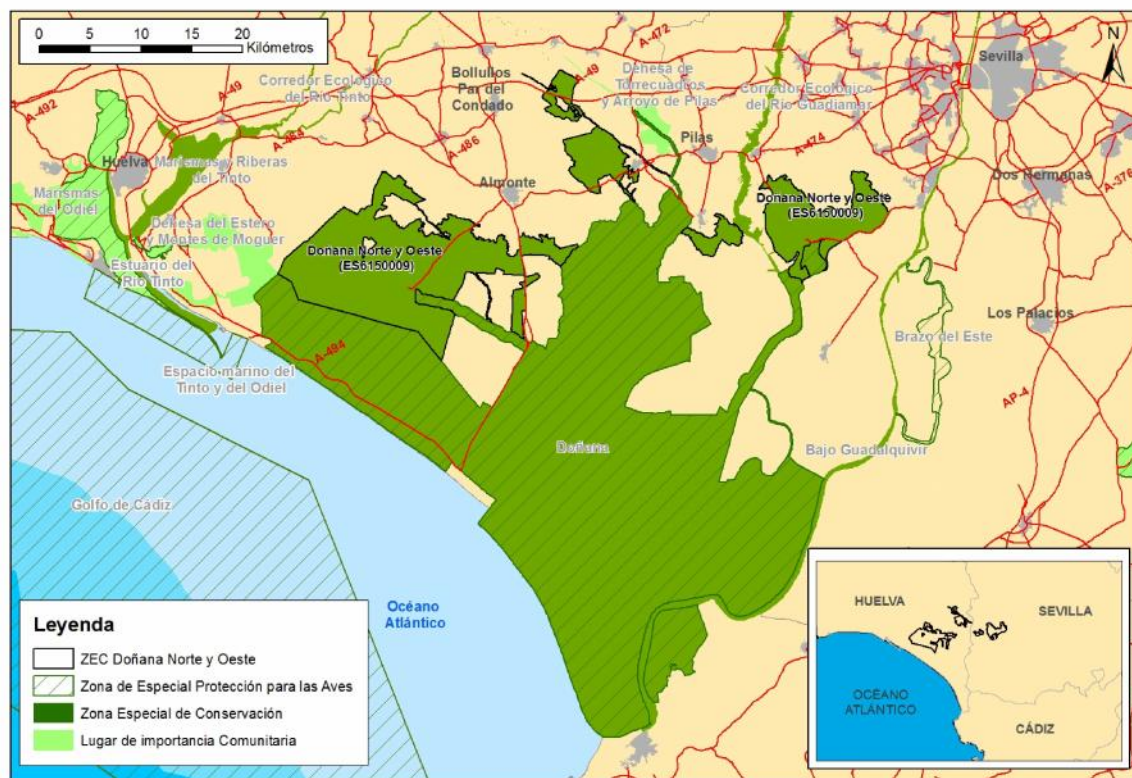 0 5 10 15 20
Kilómetros
N
A-472
Sevilla
A-492
A-49
Corredor Ecológico
del Río Tinto
Bollullos
Par del
Condado
A-49
Dehesa de
Torrecuadros
y Arroyo de Pilas
Corredor Ecológico
del Río Guadiamar
A-484
A-486
Pilas
A-474
Huelva
Marismas y Riberas
del Tinto
Almonte
Dos Hermanas
A-376
Marismas
del Odiel
Dehesa del Estero
y Montes de Moguer
Doñana Norte y Oeste
(ES6150009)
Doñana Norte y Oeste
(ES6150009)
Estuario del
Río Tinto
Los Palacios
Brazo del Este
A-494
Espacio marino del
Tinto y del Odiel
AP-4
Doñana
Bajo Guadalquivir
Golfo de Cádiz
Océano
Atlántico
Leyenda
ZEC Doñana Norte y Oeste
Zona de Especial Protección para las Aves
Zona Especial de Conservación
Lugar de importancia Comunitaria
HUELVA
SEVILLA
OCÉANO
ATLÁNTICO
CÁDIZ